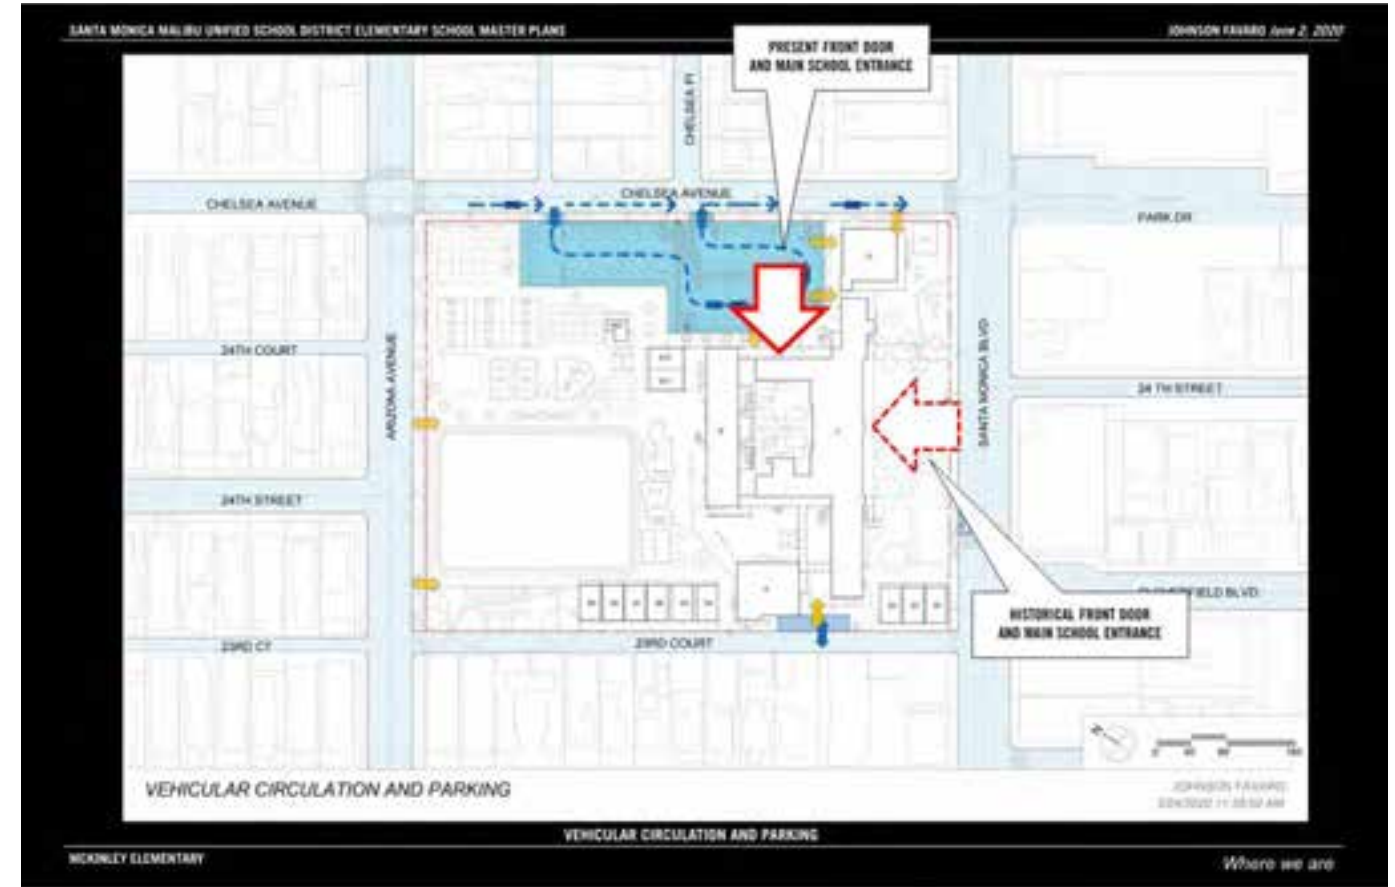 SANTA MONICA MALIBU UNIFIED SCHOOL DISTRICT ELEMENTARY SCHOOL MASTER PLANS
JOHNSON FAVARO June 2, 2020
PRESENT FRONT DOOR
AND MAIN SCHOOL ENTRANCE
CHELSEA PL
CHELSEA AVENUE
CHELSEA AVENUE
PARK DR
24TH COURT
ARIZONA AVENUE
SANTA MONICA BLVD
24 TH STREET
24TH STREET
BLVD.
HISTORICAL FRONT DOOR
AND MAIN SCHOOL ENTRANCE
23RD CT
23RD COURT
N
VEHICULAR CIRCULATION AND PARKING
JOHNSON FAVARO
VEHICULAR CIRCULATION AND PARKING
MCKINLEY ELEMENTARY
Where we are